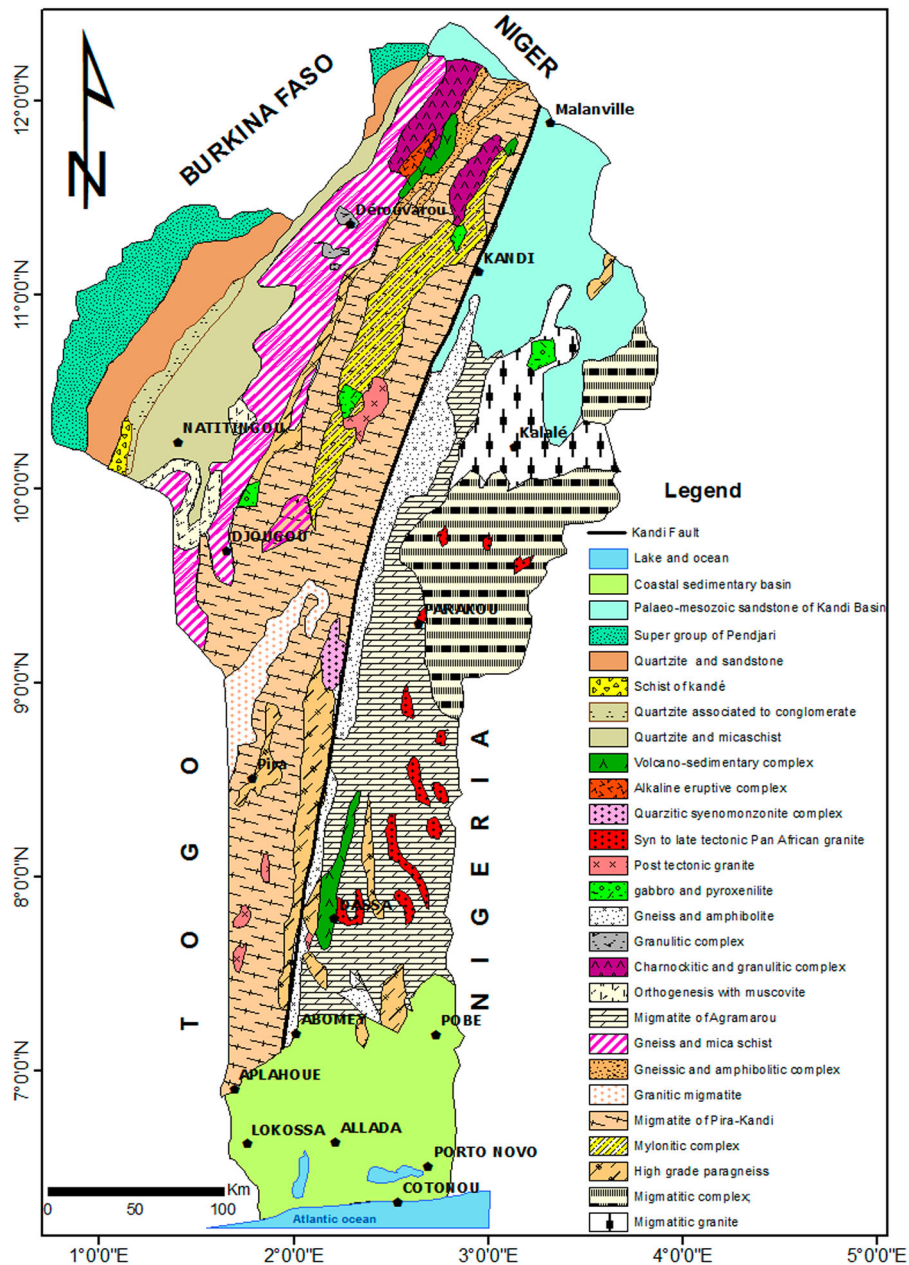 BURKINA FASO
NIGER
N
Malanville
Dérouvarou
KANDI
NATITINGOU
Kalalé
DJOUGOU
PARAKOU
Pira
DASSA
TOGO
NIGERIA
ABOMEY
POBE
APLAHOUE
LOKOSSA
ALLADA
PORTO NOVO
COTONOU
Atlantic ocean
Km
0 50 100
12°0'0"N
11°0'0"N
10°0'0"N
9°0'0"N
8°0'0"N
7°0'0"N
1°0'0"E 2°0'0"E 3°0'0"E 4°0'0"E 5°0'0"E
Legend
Kandi Fault
Lake and ocean
Coastal sedimentary basin
Palaeo-mesozoic sandstone of Kandi Basin
Super group of Pendjari
Quartzite and sandstone
Schist of kandé
Quartzite associated to conglomerate
Quartzite and micaschist
Volcano-sedimentary complex
Alkaline eruptive complex
Quarzitic syenomonzonite complex
Syn to late tectonic Pan African granite
Post tectonic granite
gabbro and pyroxenilite
Gneiss and amphibolite
Granulitic complex
Charnockitic and granulitic complex
Orthogenesis with muscovite
Migmatite of Agramarou
Gneiss and mica schist
Gneissic and amphibolitic complex
Granitic migmatite
Migmatite of Pira-Kandi
Mylonitic complex
High grade paragneiss
Migmatitic complex;
Migmatitic granite